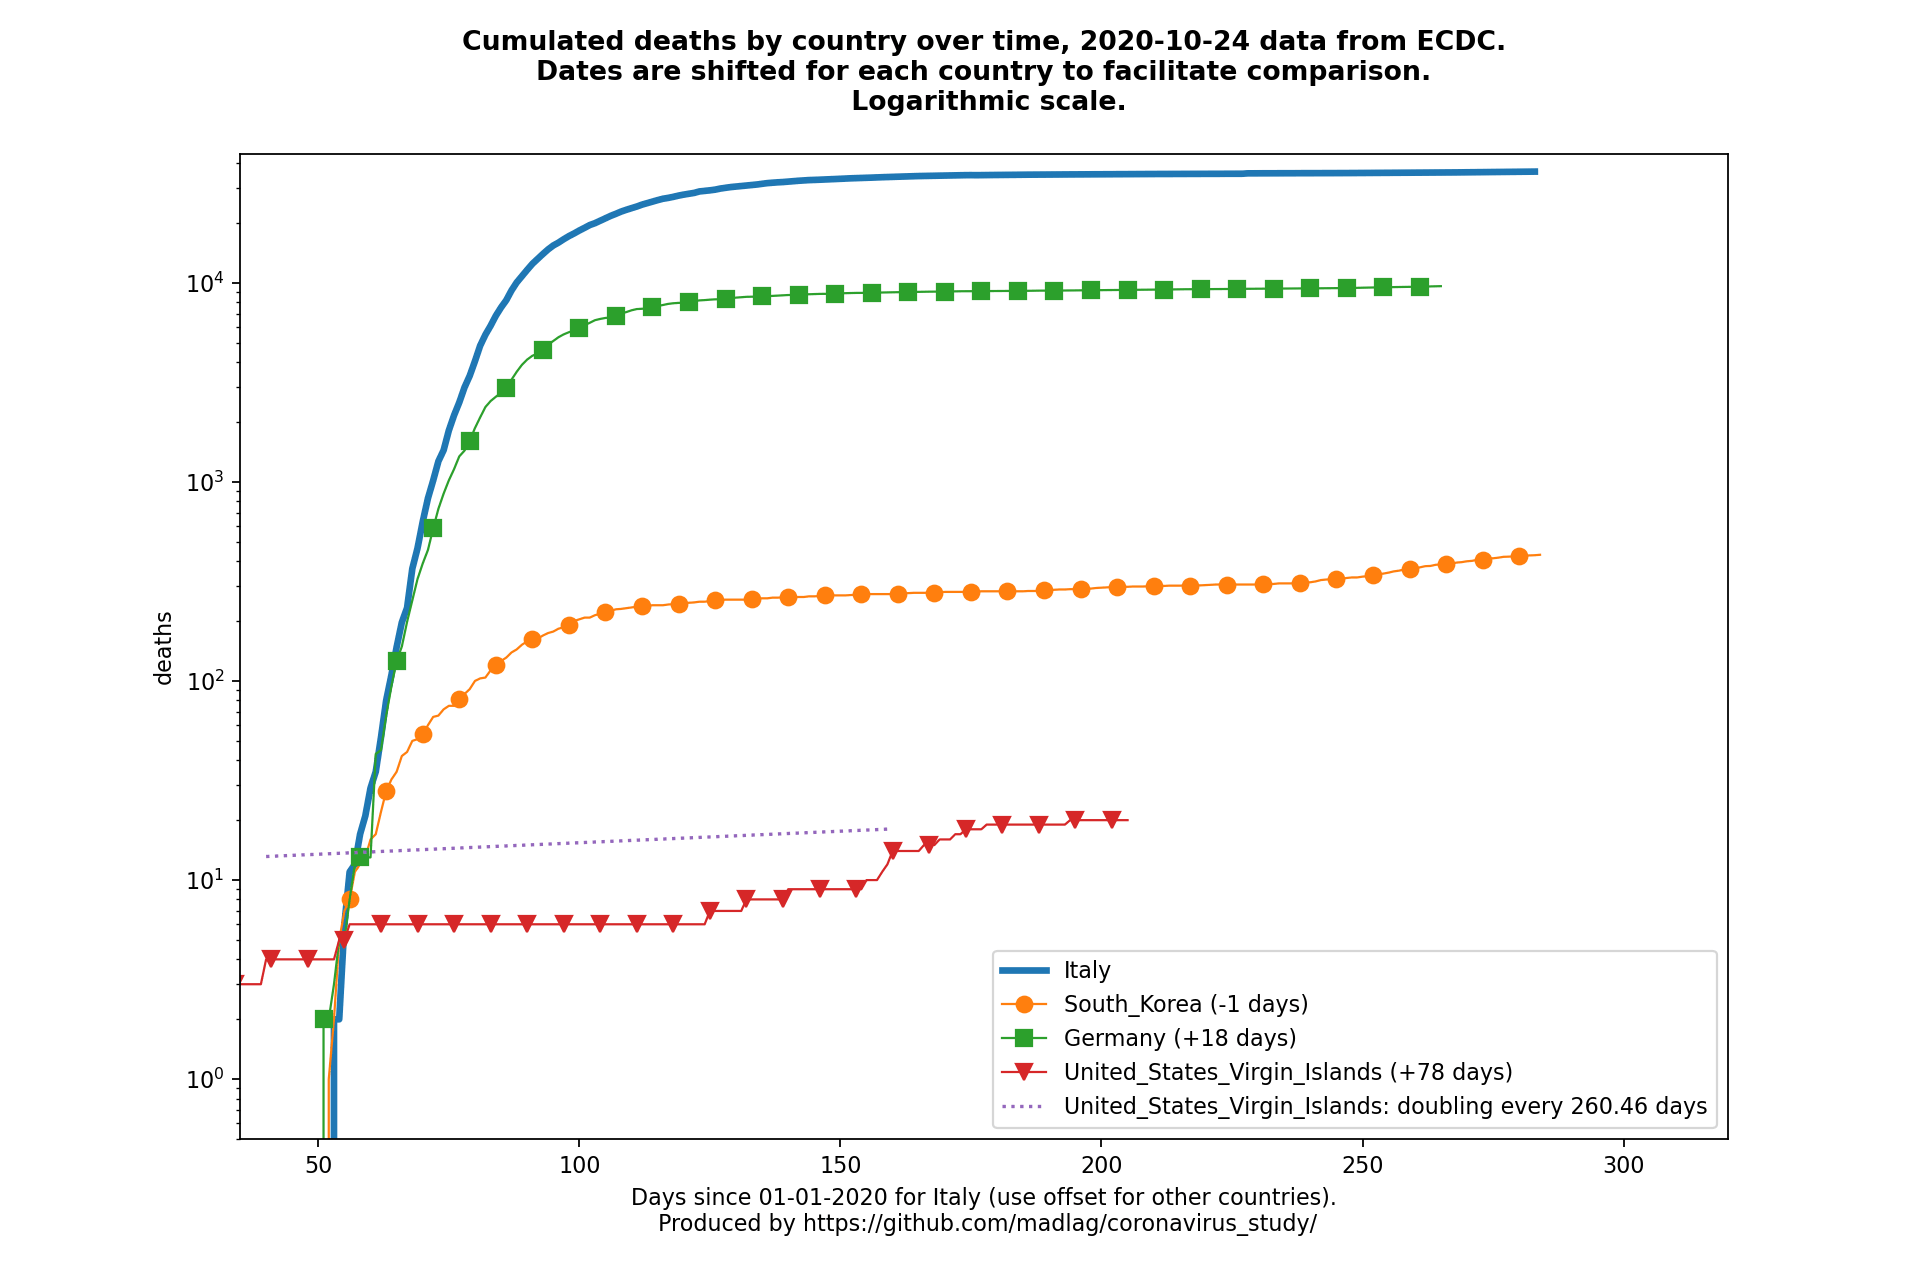 Cumulated deaths by country over time, 2020-10-24 data from ECDC.
Dates are shifted for each country to facilitate comparison.
Logarithmic scale.
deaths
10^4
10^3
10^2
10^1
10^0
50 100 150 200 250 300
Italy
South_Korea (-1 days)
Germany (+18 days)
United_States_Virgin_Islands (+78 days)
United_States_Virgin_Islands: doubling every 260.46 days
Days since 01-01-2020 for Italy (use offset for other countries).
Produced by https://github.com/madlag/coronavirus_study/